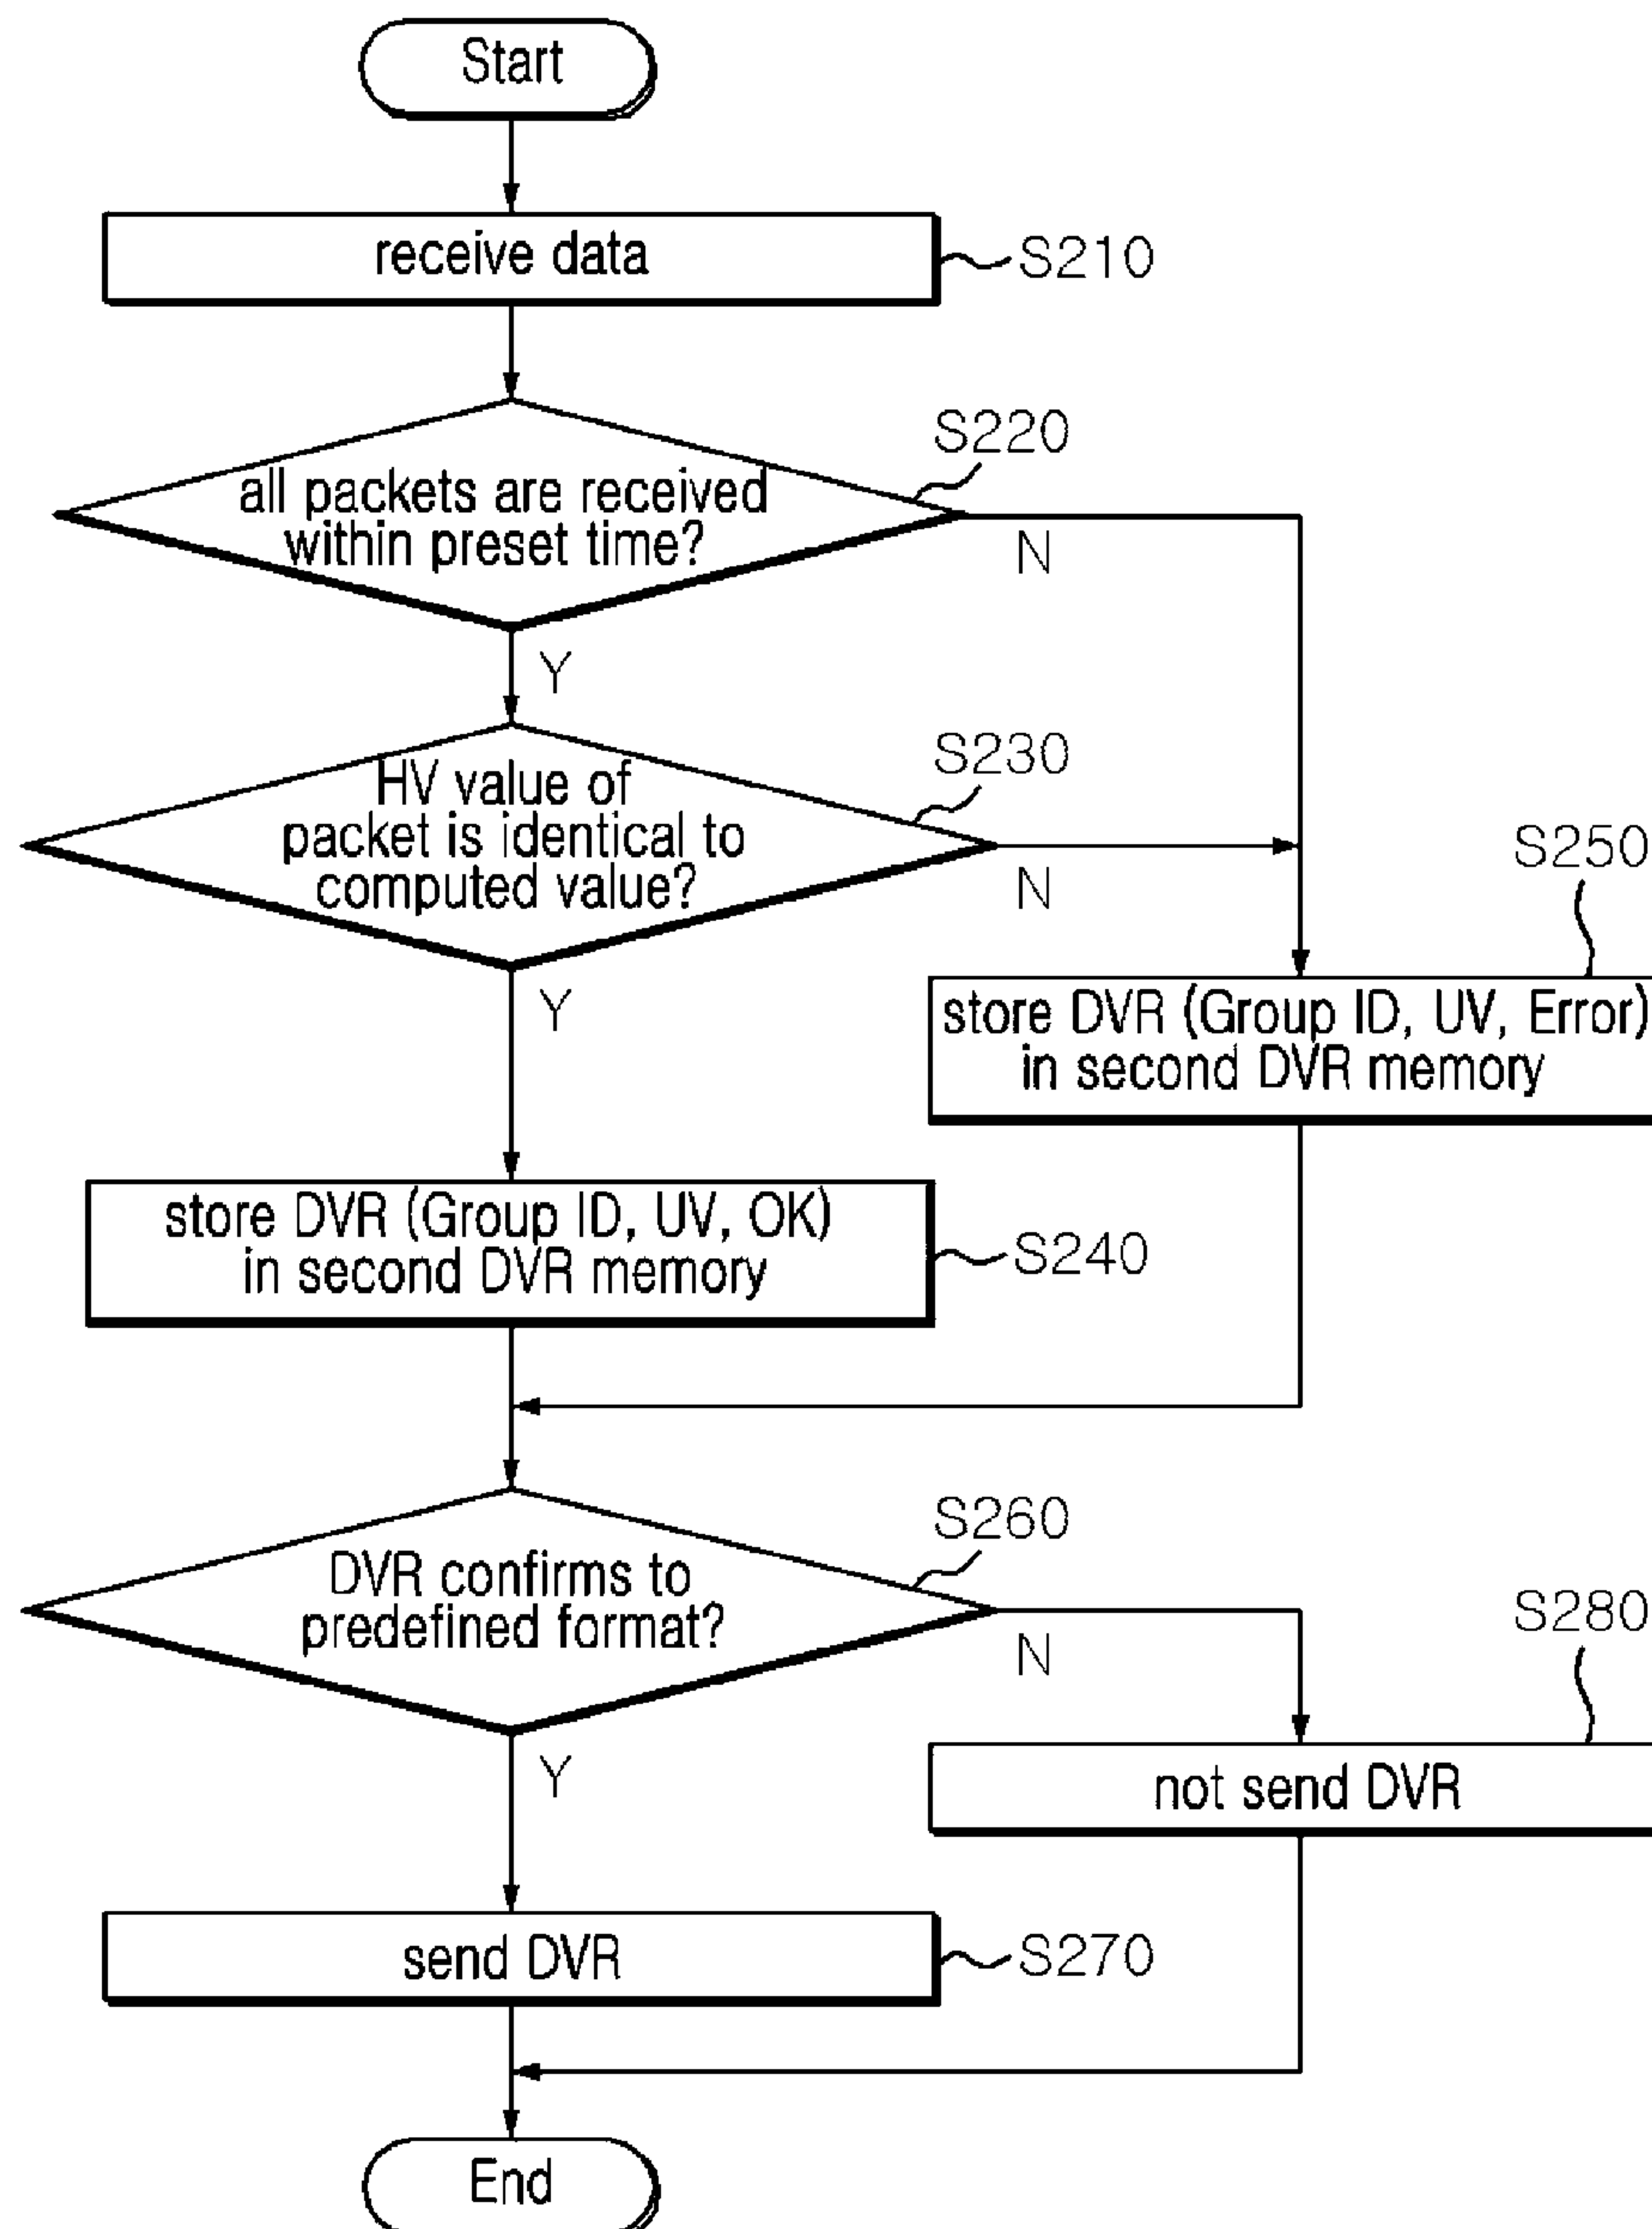 Start
receive data
S210
S220
all packets are received
within preset time?
N
Y
S230
HV value of
packet is identical to
computed value?
N
Y
S250
store DVR (Group ID, UV, Error)
in second DVR memory
store DVR (Group ID, UV, OK)
in second DVR memory
S240
S260
DVR confirms to
predefined format?
N
Y
S280
not send DVR
send DVR
S270
End